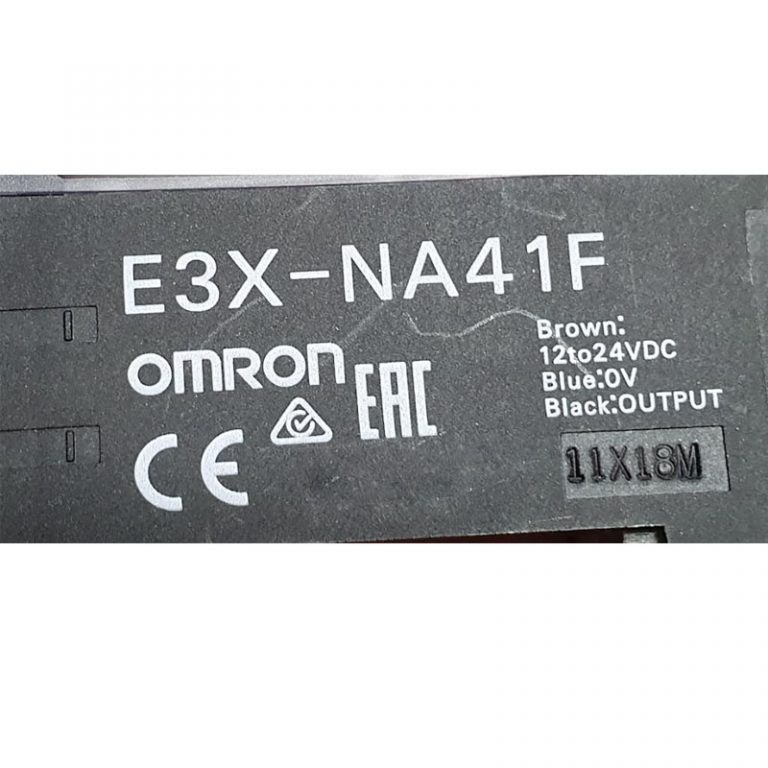 E3X-NA41F
Brown:
12to24VDC
Blue:0V
Black:OUTPUT
OMRON
EAC
CE
11X18M